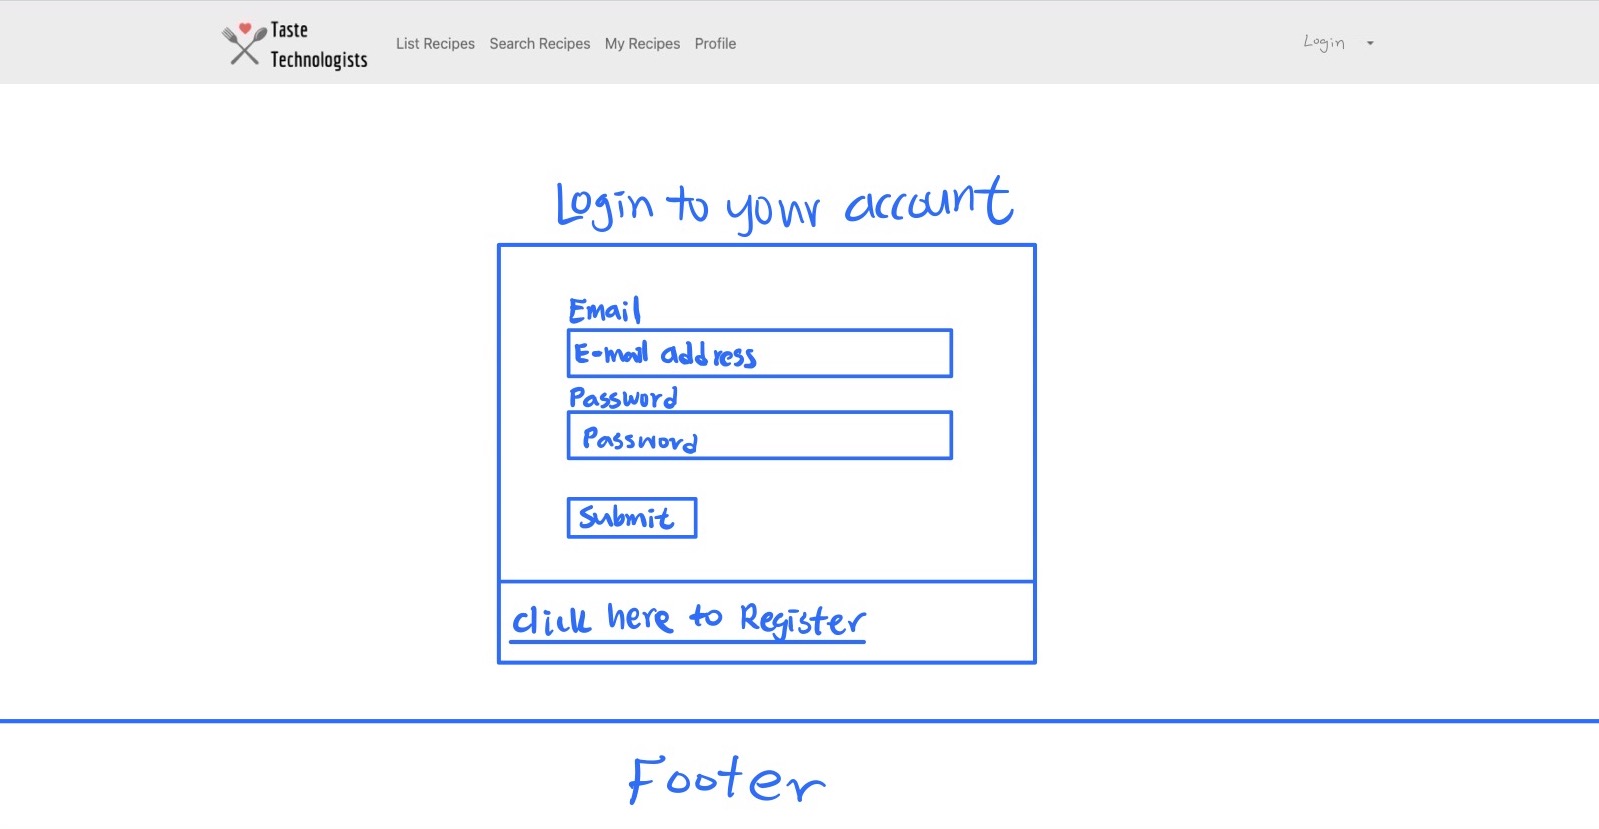 Taste
Technologists
List Recipes Search Recipes My Recipes Profile Login
Login to your account
Email
E-mail address
Password
Password
Submit
click here to Register
Footer